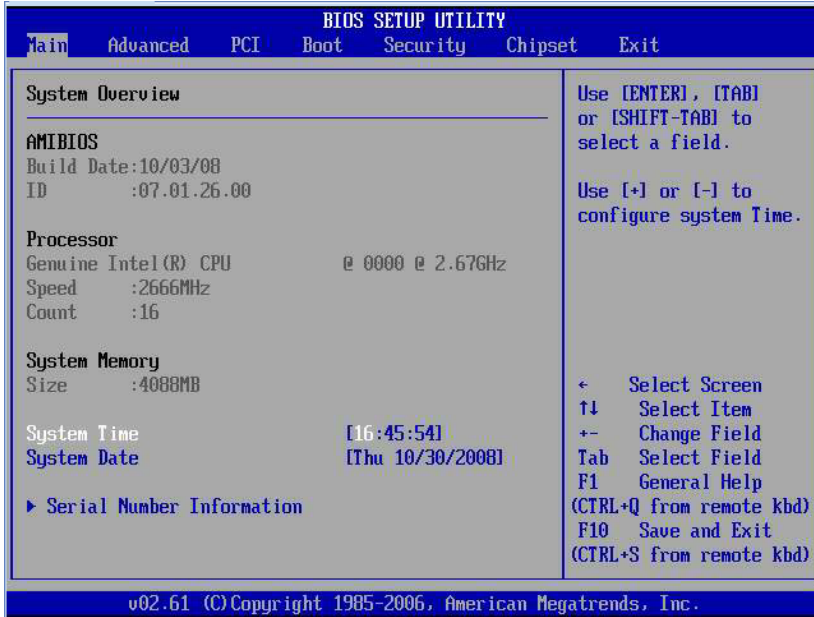 BIOS SETUP UTILITY
Main Advanced PCI Boot Security Chipset Exit
System Overview
AMIBIOS
Build Date:10/03/08
ID :07.01.26.00
Processor
Genuine Intel(R) CPU @ 0000 @ 2.67GHz
Speed :2666MHz
Count :16
System Memory
Size :4088MB
System Time [16:45:54]
System Date [Thu 10/30/2008]
▶ Serial Number Information
Use [ENTER], [TAB]
or [SHIFT-TAB] to
select a field.
Use [+] or [-] to
configure system Time.
← Select Screen
↑↓ Select Item
+- Change Field
Tab Select Field
F1 General Help
(CTRL+Q from remote kbd)
F10 Save and Exit
(CTRL+S from remote kbd)
v02.61 (C)Copyright 1985-2006, American Megatrends, Inc.